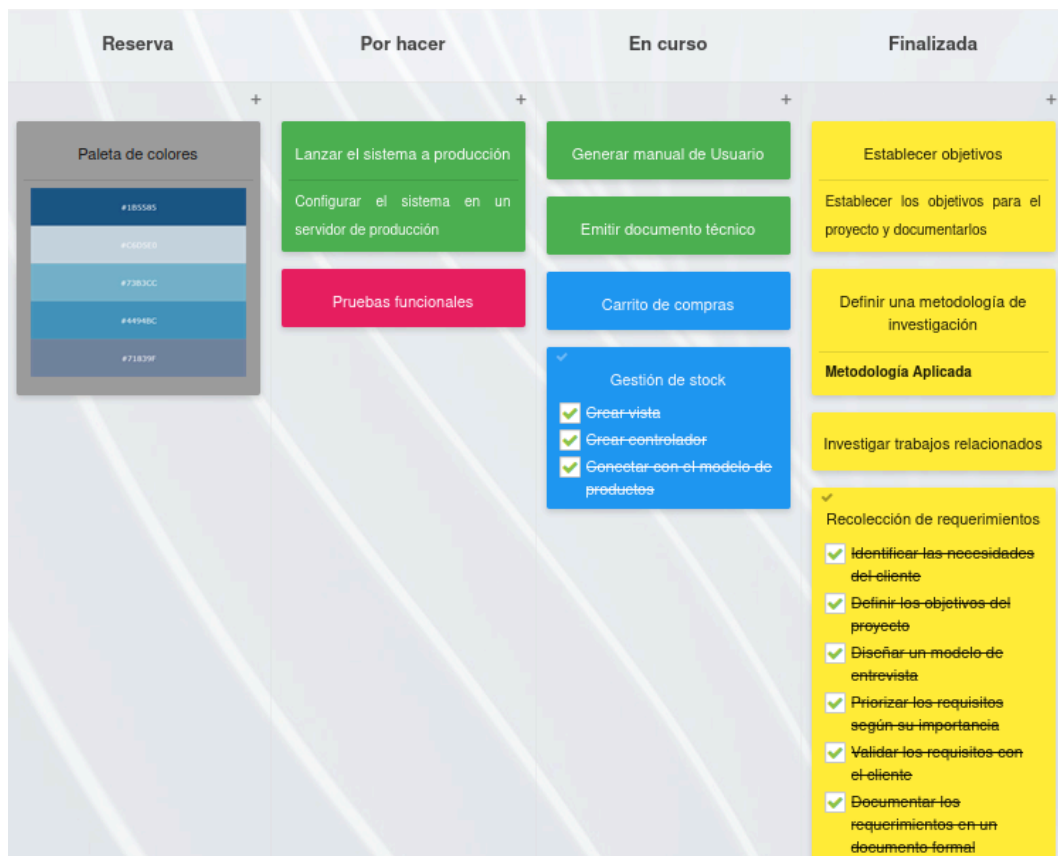 Reserva
Por hacer
En curso
Finalizada
+
+
+
+
Paleta de colores
#1B5585
#C6D5E0
#73B3CC
#4494BC
#71839F
Lanzar el sistema a producción
Configurar el sistema en un
servidor de producción
Pruebas funcionales
Generar manual de Usuario
Emitir documento técnico
Carrito de compras
Gestión de stock
Crear vista
Crear controlador
Conectar con el modelo de
productos
Establecer objetivos
Establecer los objetivos para el
proyecto y documentarlos
Definir una metodología de
investigación
Metodología Aplicada
Investigar trabajos relacionados
Recolección de requerimientos
Identificar las necesidades
del cliente
Definir los objetivos del
proyecto
Diseñar un modelo de
entrevista
Priorizar los requisitos
según su importancia
Validar los requisitos con
el cliente
Documentar los
requerimientos en un
documento formal